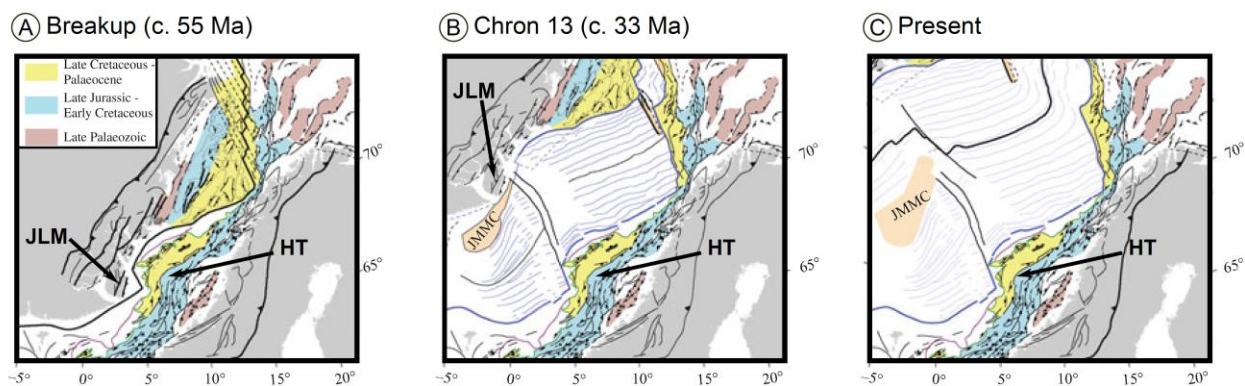 A Breakup (c. 55 Ma)
Late Cretaceous -
Palaeocene
Late Jurassic -
Early Cretaceous
Late Palaeozoic
JLM
HT
70°
65°
−5° 0° 5° 10° 15° 20°
B Chron 13 (c. 33 Ma)
JLM
JMMC
HT
70°
65°
−5° 0° 5° 10° 15° 20°
C Present
JMMC
HT
70°
65°
−5° 0° 5° 10° 15° 20°